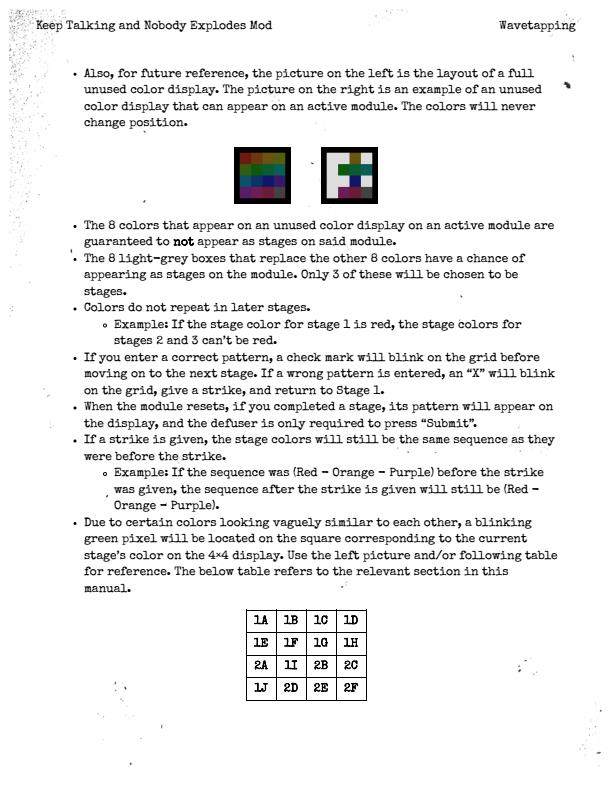 Keep Talking and Nobody Explodes Mod
Wavetapping
• Also, for future reference, the picture on the left is the layout of a full
unused color display. The picture on the right is an example of an unused
color display that can appear on an active module. The colors will never
change position.
• The 8 colors that appear on an unused color display on an active module are
guaranteed to not appear as stages on said module.
• The 8 light-grey boxes that replace the other 8 colors have a chance of
appearing as stages on the module. Only 3 of these will be chosen to be
stages.
• Colors do not repeat in later stages.
◦ Example: If the stage color for stage 1 is red, the stage colors for
stages 2 and 3 can't be red.
• If you enter a correct pattern, a check mark will blink on the grid before
moving on to the next stage. If a wrong pattern is entered, an “X” will blink
on the grid, give a strike, and return to Stage 1.
• When the module resets, if you completed a stage, its pattern will appear on
the display, and the defuser is only required to press “Submit”.
• If a strike is given, the stage colors will still be the same sequence as they
were before the strike.
◦ Example: If the sequence was (Red - Orange - Purple) before the strike
was given, the sequence after the strike is given will still be (Red -
Orange - Purple).
• Due to certain colors looking vaguely similar to each other, a blinking
green pixel will be located on the square corresponding to the current
stage's color on the 4×4 display. Use the left picture and/or following table
for reference. The below table refers to the relevant section in this
manual.
1A 1B 1C 1D
1E 1F 1G 1H
2A 1I 2B 2C
1J 2D 2E 2F